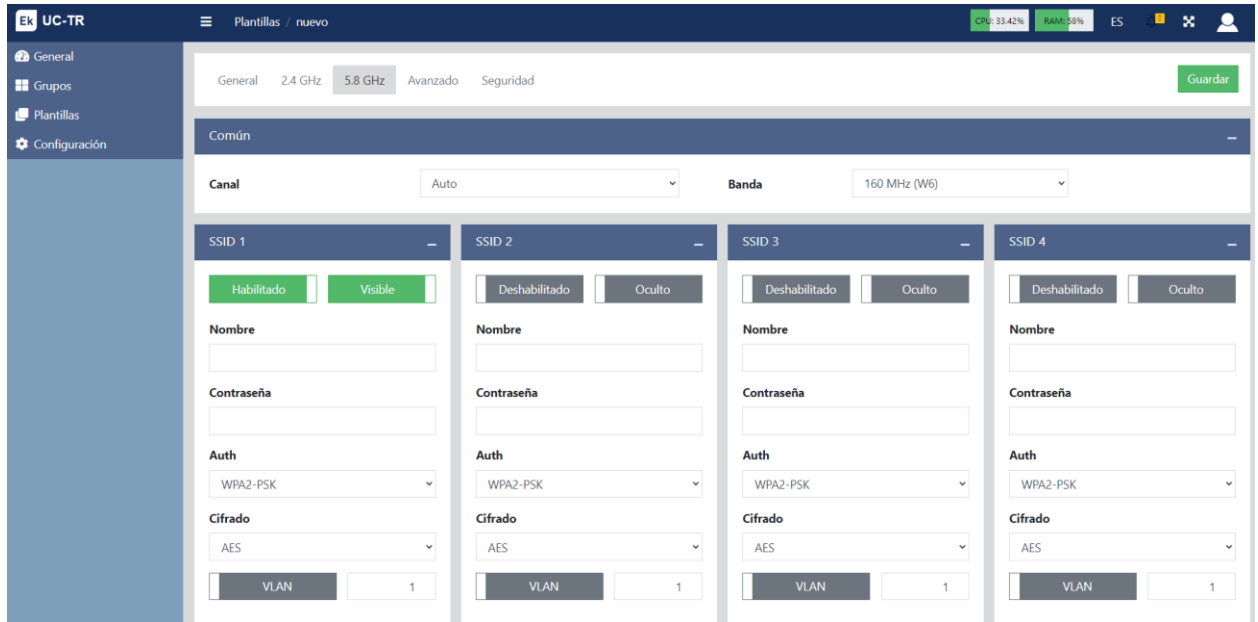 Ek UC-TR
Plantillas / nuevo
CPU: 33.42%
RAM: 58%
ES
General
Grupos
Plantillas
Configuración
General 2.4 GHz 5.8 GHz Avanzado Seguridad
Guardar
Común
Canal Auto Banda 160 MHz (W6)
SSID 1
Habilitado Visible
Nombre
Contraseña
Auth
WPA2-PSK
Cifrado
AES
VLAN 1
SSID 2
Deshabilitado Oculto
Nombre
Contraseña
Auth
WPA2-PSK
Cifrado
AES
VLAN 1
SSID 3
Deshabilitado Oculto
Nombre
Contraseña
Auth
WPA2-PSK
Cifrado
AES
VLAN 1
SSID 4
Deshabilitado Oculto
Nombre
Contraseña
Auth
WPA2-PSK
Cifrado
AES
VLAN 1